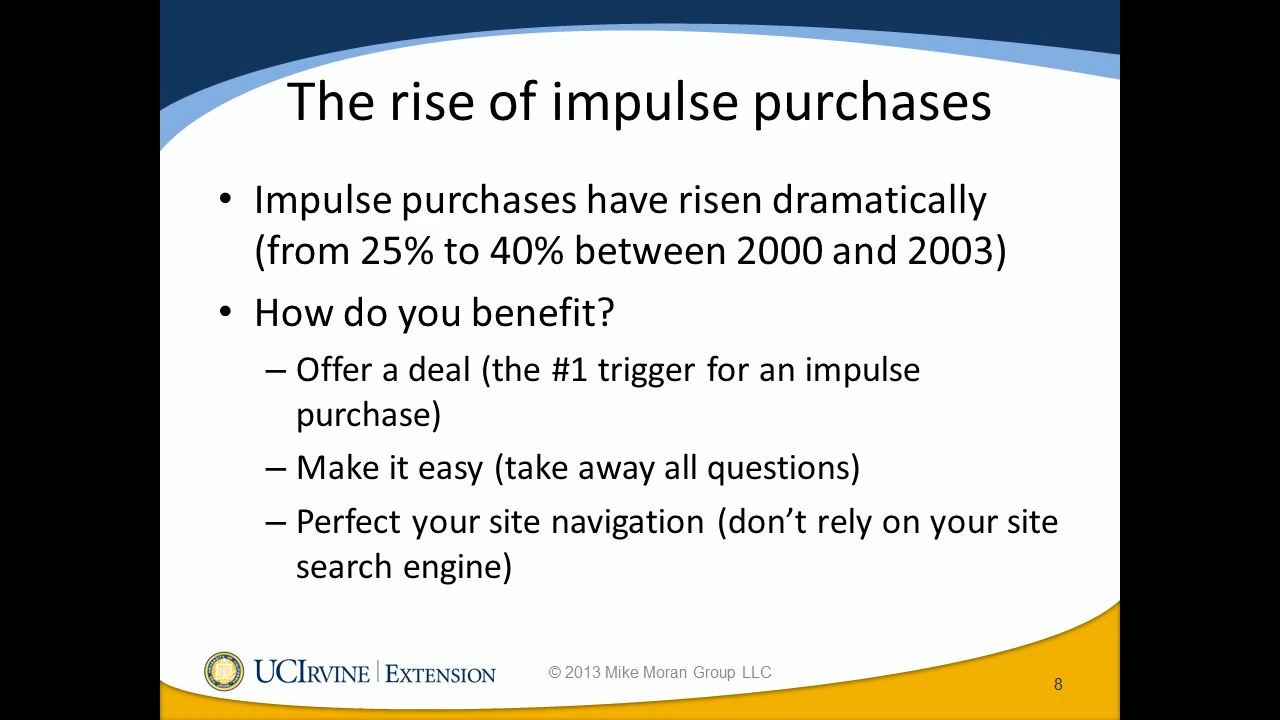 The rise of impulse purchases
• Impulse purchases have risen dramatically
(from 25% to 40% between 2000 and 2003)
• How do you benefit?
– Offer a deal (the #1 trigger for an impulse
purchase)
– Make it easy (take away all questions)
– Perfect your site navigation (don’t rely on your site
search engine)
UCIRVINE | EXTENSION
© 2013 Mike Moran Group LLC
8